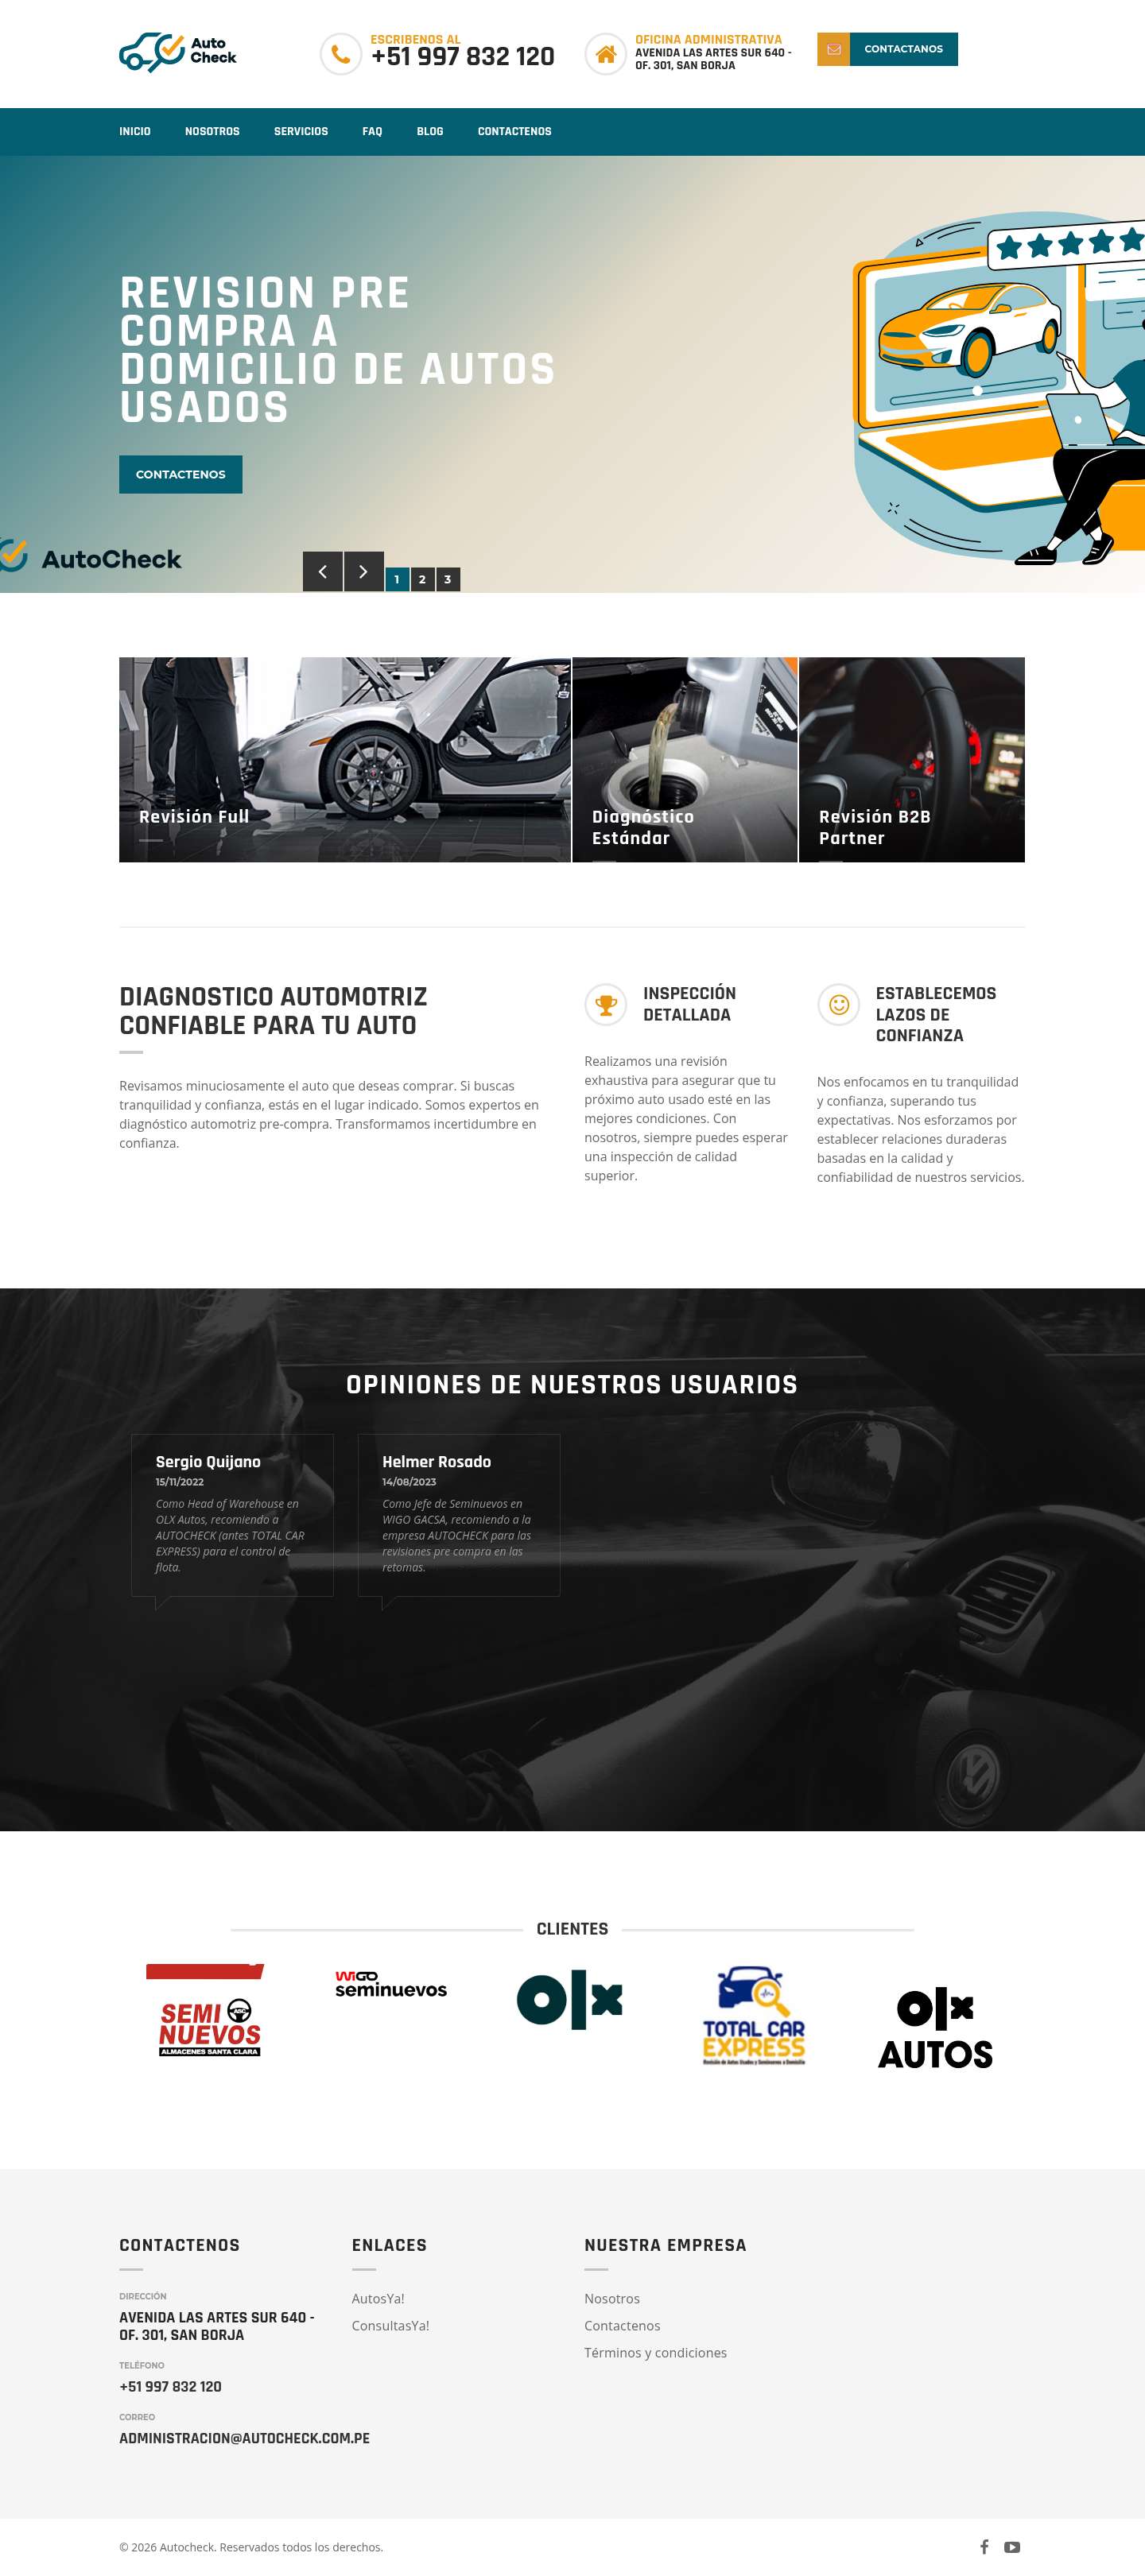 Auto
Check
ESCRIBENOS AL
+51 997 832 120
OFICINA ADMINISTRATIVA
AVENIDA LAS ARTES SUR 640 -
OF. 301, SAN BORJA
CONTACTANOS
INICIO
NOSOTROS
SERVICIOS
FAQ
BLOG
CONTACTENOS
REVISION PRE
COMPRA A
DOMICILIO DE AUTOS
USADOS
CONTACTENOS
AutoCheck
1
2
3
Revisión Full
Diagnóstico
Estándar
Revisión B2B
Partner
DIAGNOSTICO AUTOMOTRIZ
CONFIABLE PARA TU AUTO
Revisamos minuciosamente el auto que deseas comprar. Si buscas
tranquilidad y confianza, estás en el lugar indicado. Somos expertos en
diagnóstico automotriz pre-compra. Transformamos incertidumbre en
confianza.
INSPECCIÓN
DETALLADA
Realizamos una revisión
exhaustiva para asegurar que tu
próximo auto usado esté en las
mejores condiciones. Con
nosotros, siempre puedes esperar
una inspección de calidad
superior.
ESTABLECEMOS
LAZOS DE
CONFIANZA
Nos enfocamos en tu tranquilidad
y confianza, superando tus
expectativas. Nos esforzamos por
establecer relaciones duraderas
basadas en la calidad y
confiabilidad de nuestros servicios.
OPINIONES DE NUESTROS USUARIOS
Sergio Quijano
15/11/2022
Como Head of Warehouse en
OLX Autos, recomiendo a
AUTOCHECK (antes TOTAL CAR
EXPRESS) para el control de
flota.
Helmer Rosado
14/08/2023
Como Jefe de Seminuevos en
WIGO GACSA, recomiendo a la
empresa AUTOCHECK para las
revisiones pre compra en las
retomas.
CLIENTES
SEMI
NUEVOS
ALMACENES SANTA CLARA
WIGO
seminuevos
olx
TOTAL CAR
EXPRESS
Revisión de Autos Usados y Seminuevos a Domicilio
olx
AUTOS
CONTACTENOS
DIRECCIÓN
AVENIDA LAS ARTES SUR 640 -
OF. 301, SAN BORJA
TELÉFONO
+51 997 832 120
CORREO
ADMINISTRACION@AUTOCHECK.COM.PE
ENLACES
AutosYa!
ConsultasYa!
NUESTRA EMPRESA
Nosotros
Contactenos
Términos y condiciones
© 2026 Autocheck. Reservados todos los derechos.